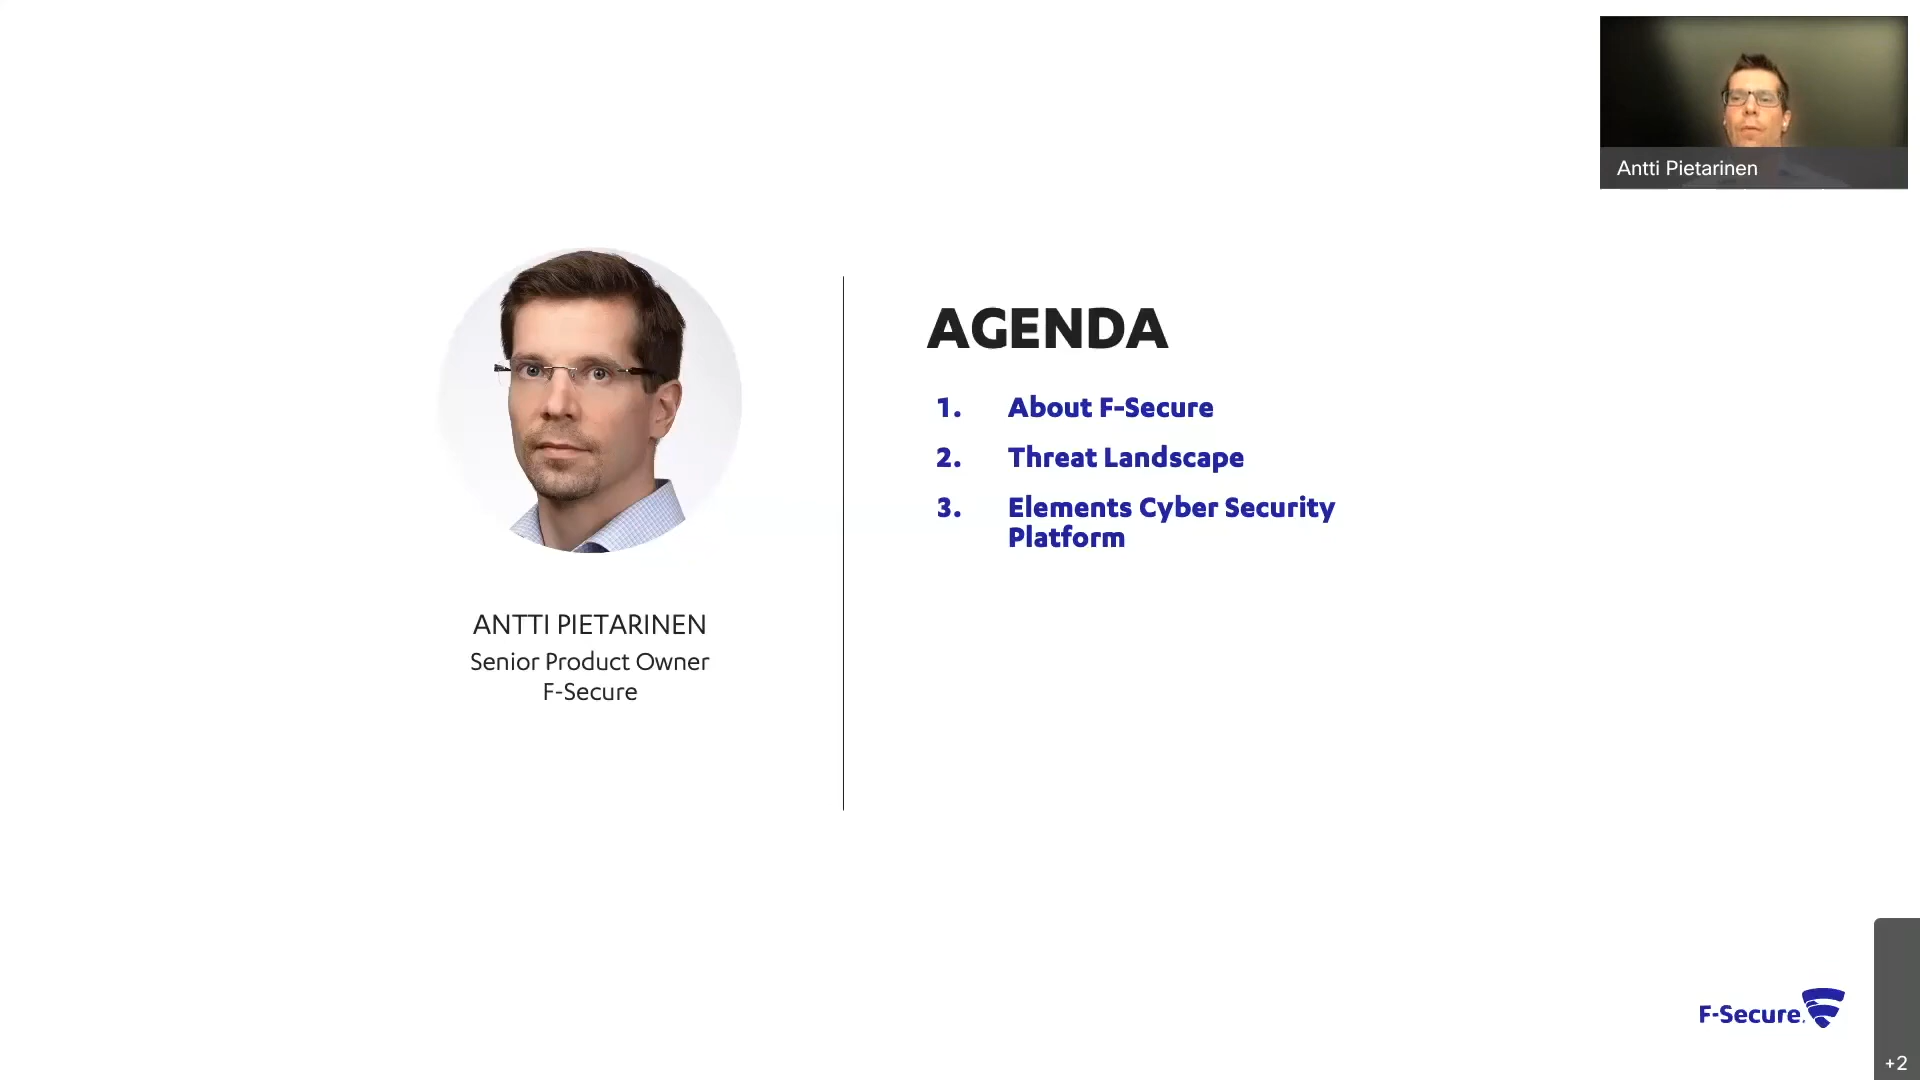 Antti Pietarinen
AGENDA
1. About F-Secure
2. Threat Landscape
3. Elements Cyber Security
Platform
ANTTI PIETARINEN
Senior Product Owner
F-Secure
F-Secure.
+2